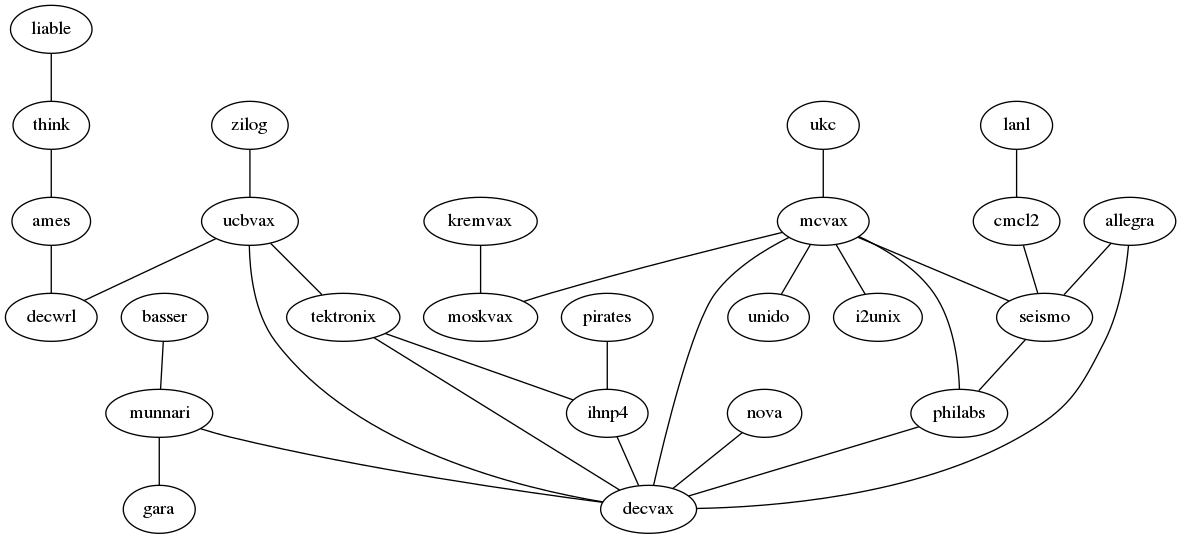 liable
think
zilog
ukc
lanl
ames
ucbvax
kremvax
mcvax
cmcl2
allegra
decwrl
basser
tektronix
moskvax
pirates
unido
i2unix
seismo
munnari
ihnp4
nova
philabs
gara
decvax